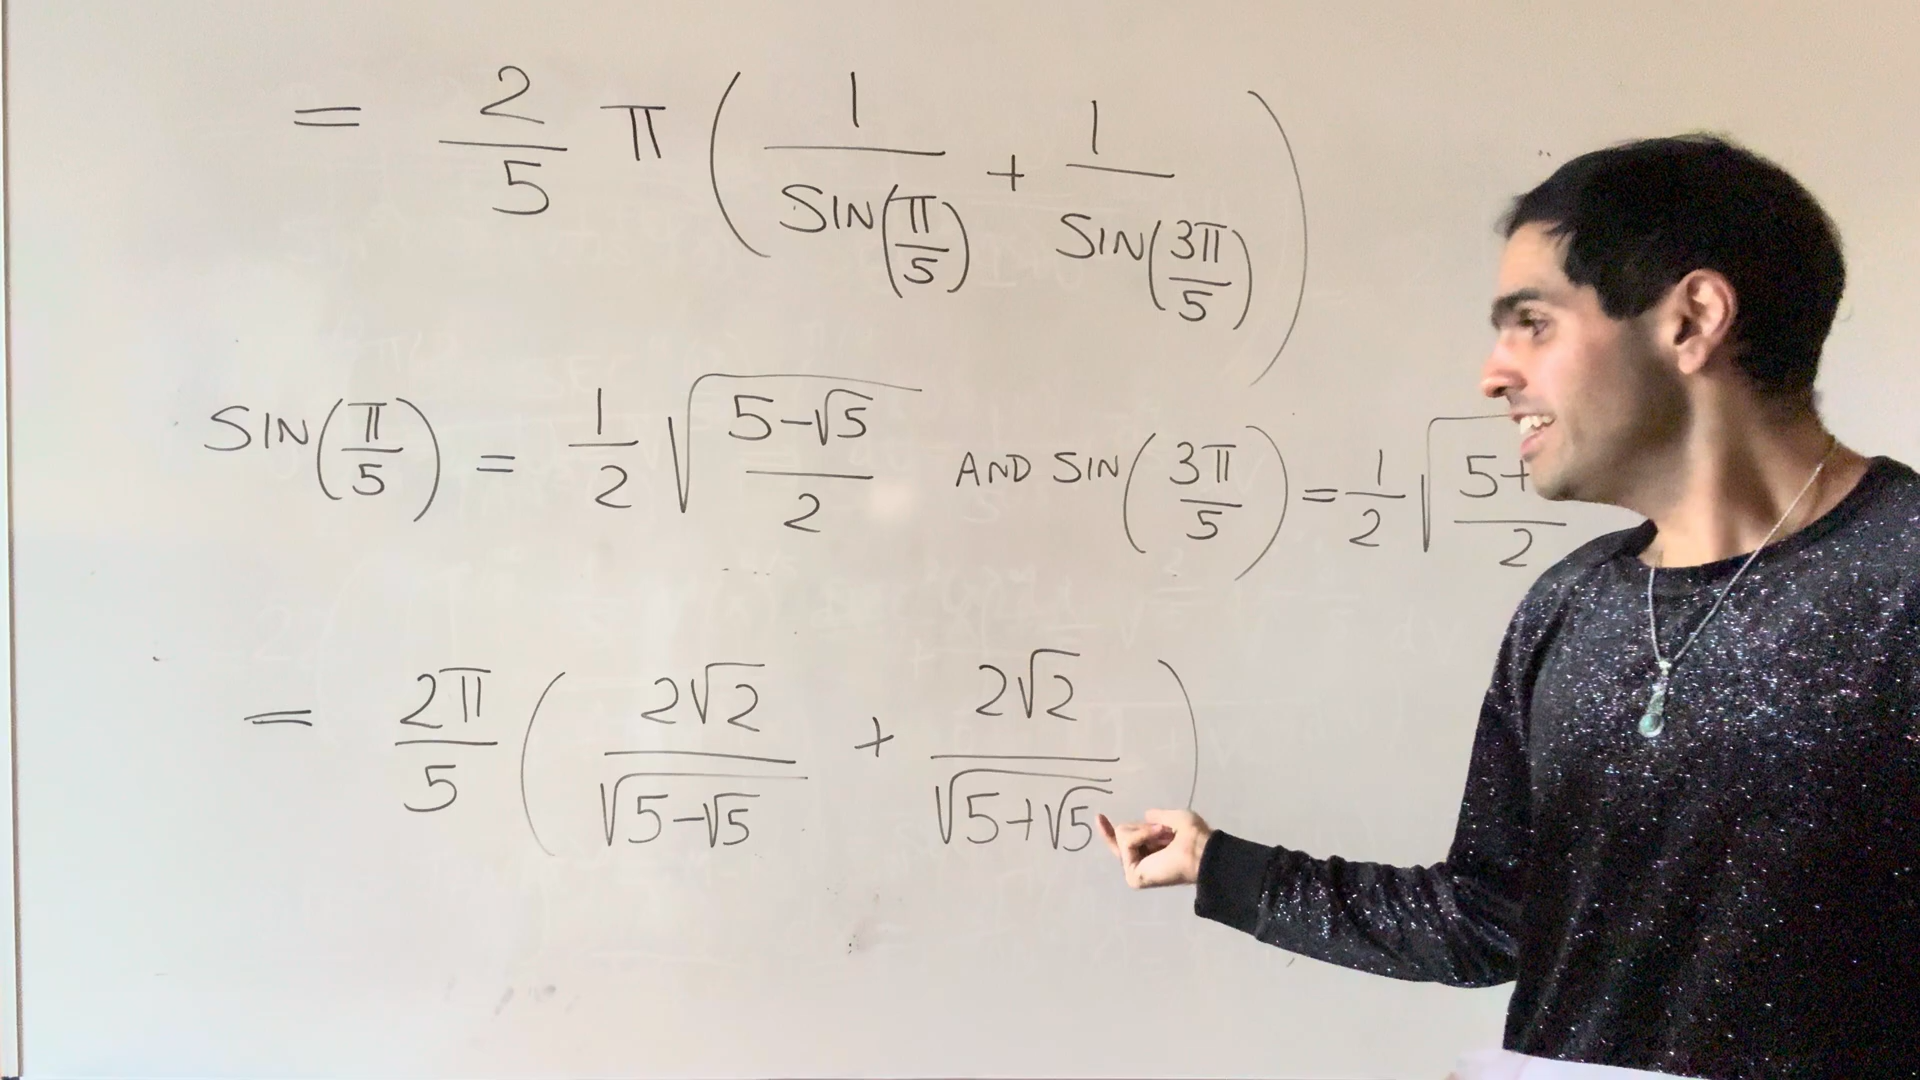 = 2/5 π ( 1/SIN(π/5) + 1/SIN(3π/5) )
SIN(π/5) = 1/2 √((5-√5)/2) AND SIN(3π/5) = 1/2 √((5+ /2
= 2π/5 ( 2√2/√(5-√5) + 2√2/√(5+√5) )